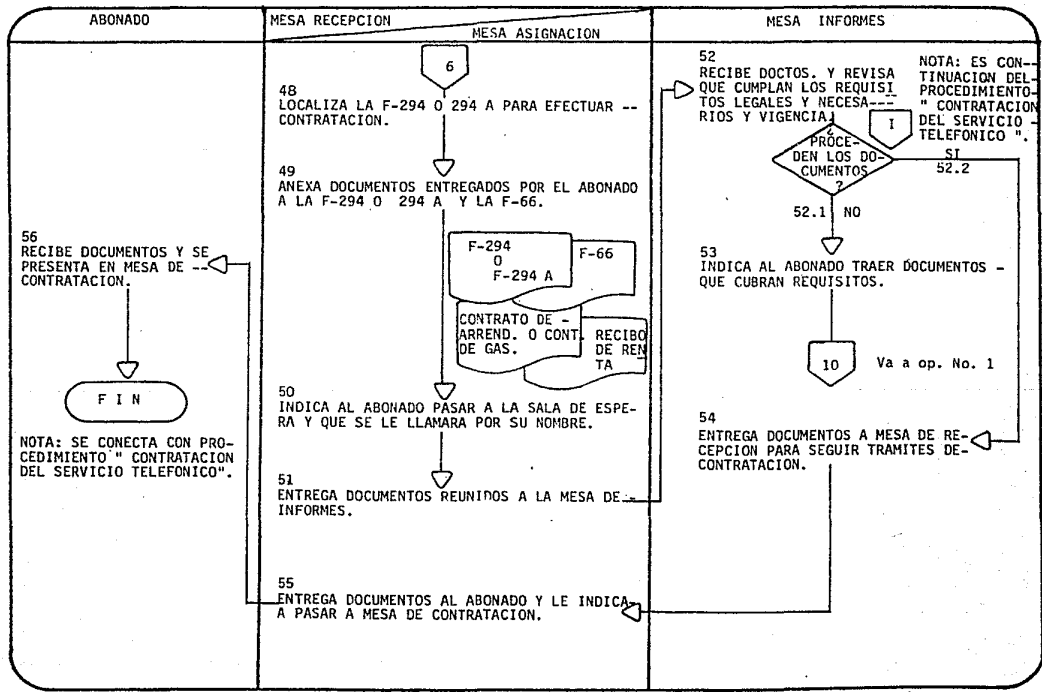 ABONADO
MESA RECEPCION
MESA ASIGNACION
MESA INFORMES
6
48
LOCALIZA LA F-294 O 294 A PARA EFECTUAR --
CONTRATACION.
49
ANEXA DOCUMENTOS ENTREGADOS POR EL ABONADO
A LA F-294 O 294 A Y LA F-66.
F-294
O
F-294 A
F-66
CONTRATO DE -
ARREND. O CONT.
DE GAS.
RECIBO
DE REN
TA
50
INDICA AL ABONADO PASAR A LA SALA DE ESPE-
RA Y QUE SE LE LLAMARA POR SU NOMBRE.
51
ENTREGA DOCUMENTOS REUNIDOS A LA MESA DE -
INFORMES.
52
RECIBE DOCTOS. Y REVISA
QUE CUMPLAN LOS REQUISI
TOS LEGALES Y NECESA---
RIOS Y VIGENCIA.
NOTA: ES CON--
TINUACION DEL-
PROCEDIMIENTO-
" CONTRATACION
DEL SERVICIO -
TELEFONICO ".
I
¿
PROCE-
DEN LOS DO-
CUMENTOS
?
SI
52.2
52.1 NO
53
INDICA AL ABONADO TRAER DOCUMENTOS -
QUE CUBRAN REQUISITOS.
10
Va a op. No. 1
54
ENTREGA DOCUMENTOS A MESA DE RE-
CEPCION PARA SEGUIR TRAMITES DE-
CONTRATACION.
55
ENTREGA DOCUMENTOS AL ABONADO Y LE INDICA-
A PASAR A MESA DE CONTRATACION.
56
RECIBE DOCUMENTOS Y SE
PRESENTA EN MESA DE --
CONTRATACION.
F I N
NOTA: SE CONECTA CON PRO-
CEDIMIENTO " CONTRATACION
DEL SERVICIO TELEFONICO".